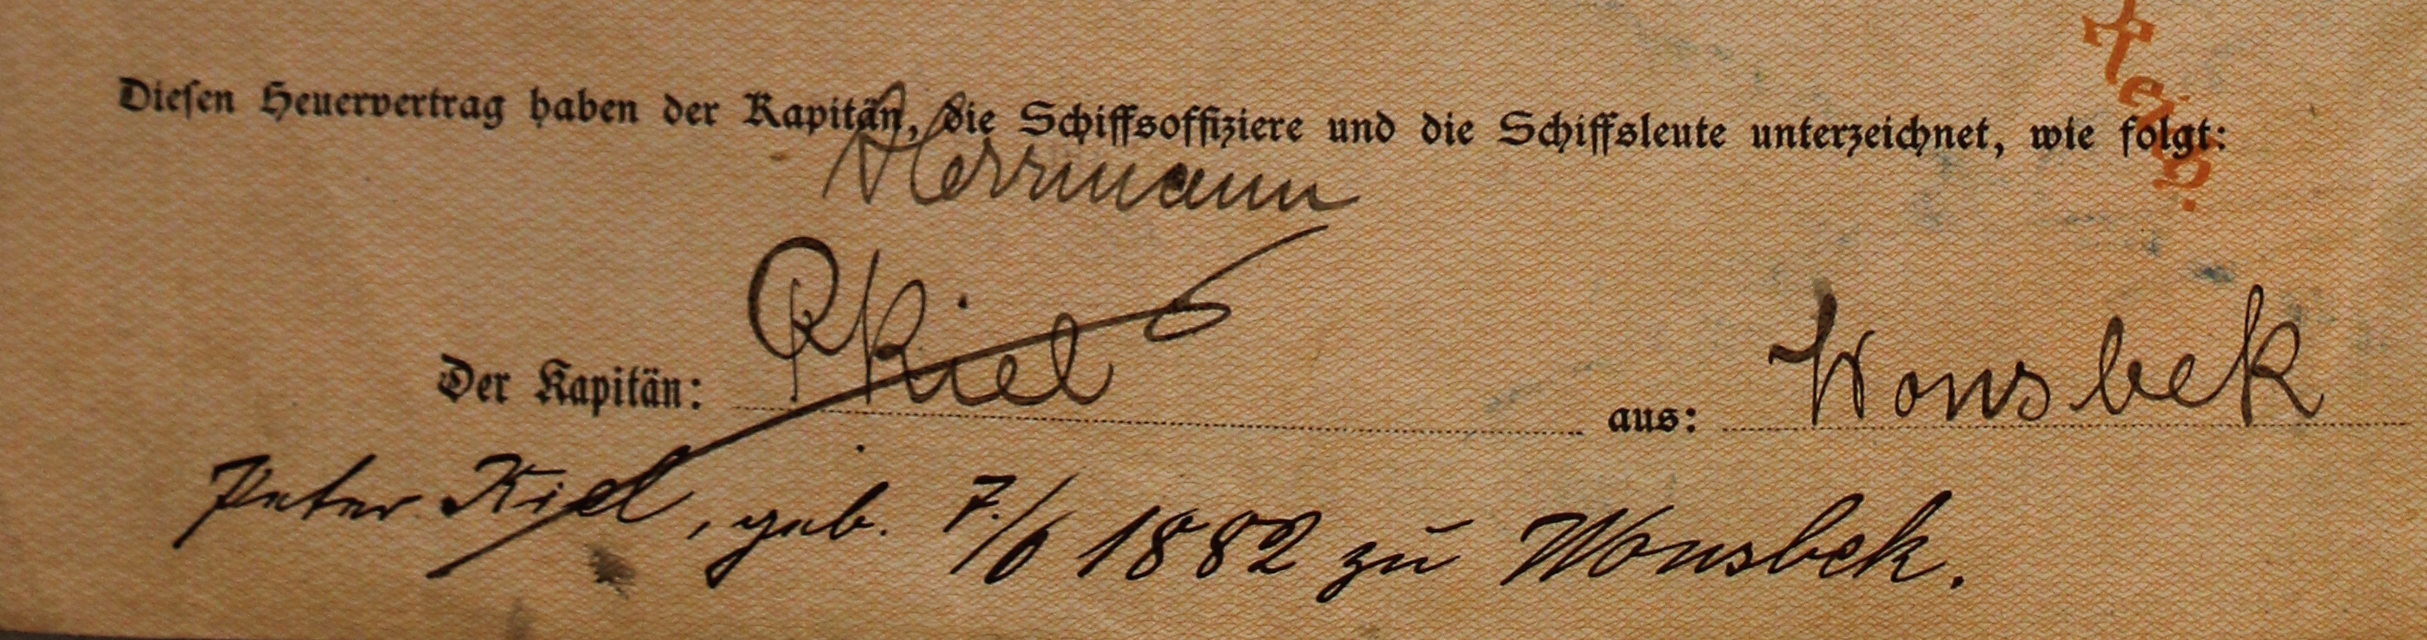 Diesen Heuervertrag haben der Kapitän, die Schiffsoffiziere und die Schiffsleute unterzeichnet, wie folgt:
Herrmann
Der Kapitän: P Kiel aus: Wonsbek
Peter Kiel, geb. 7./6 1882 zu Wonsbek.